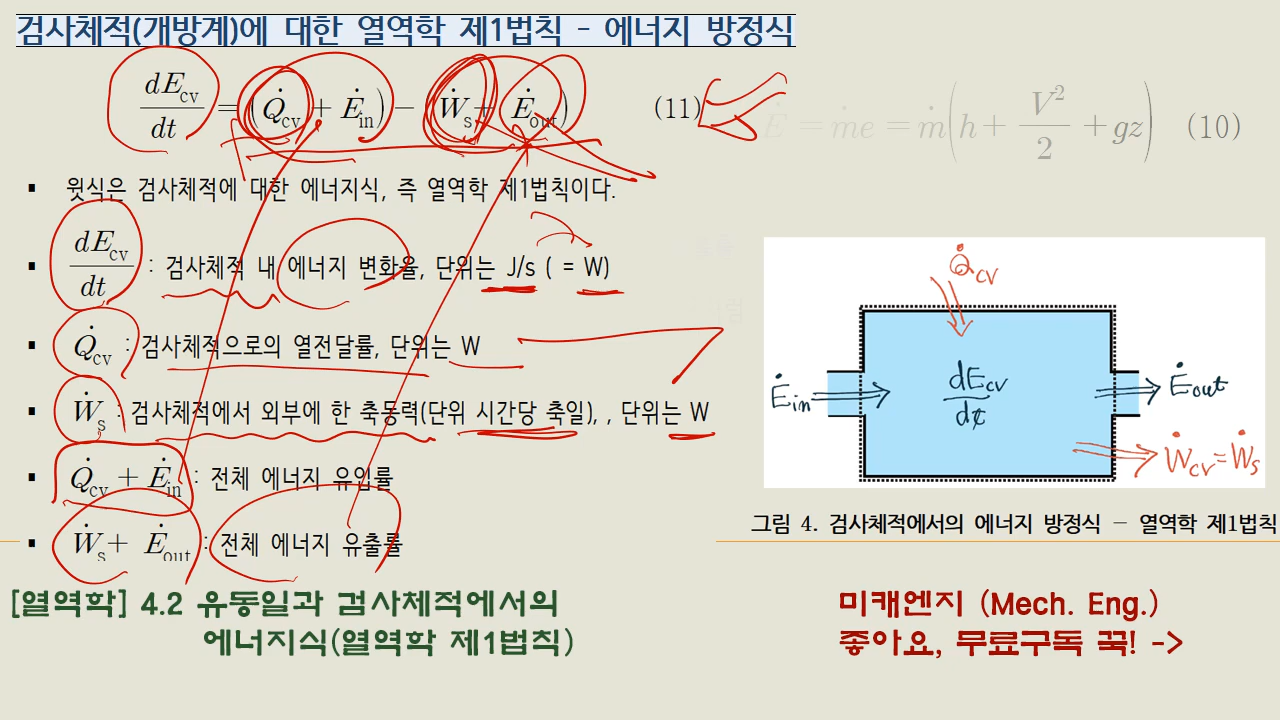 검사체적(개방계)에 대한 열역학 제1법칙 - 에너지 방정식
dE_cv/dt = (Q̇_cv + Ė_in) − (Ẇ_s + Ė_out) (11)
Ė = ṁe = ṁ(h + V²/2 + gz) (10)
▪ 윗식은 검사체적에 대한 에너지식, 즉 열역학 제1법칙이다.
▪ dE_cv/dt : 검사체적 내 에너지 변화율, 단위는 J/s ( = W)
▪ Q̇_cv : 검사체적으로의 열전달률, 단위는 W
▪ Ẇ_s : 검사체적에서 외부에 한 축동력(단위 시간당 축일), , 단위는 W
▪ Q̇_cv + Ė_in : 전체 에너지 유입률
▪ Ẇ_s + Ė_out : 전체 에너지 유출률
Q̇_CV
Ė_in
dE_CV/dt
Ė_out
Ẇ_CV = Ẇ_S
그림 4. 검사체적에서의 에너지 방정식 - 열역학 제1법칙
[열역학] 4.2 유동일과 검사체적에서의
에너지식(열역학 제1법칙)
미캐엔지 (Mech. Eng.)
좋아요, 무료구독 꾹! ->